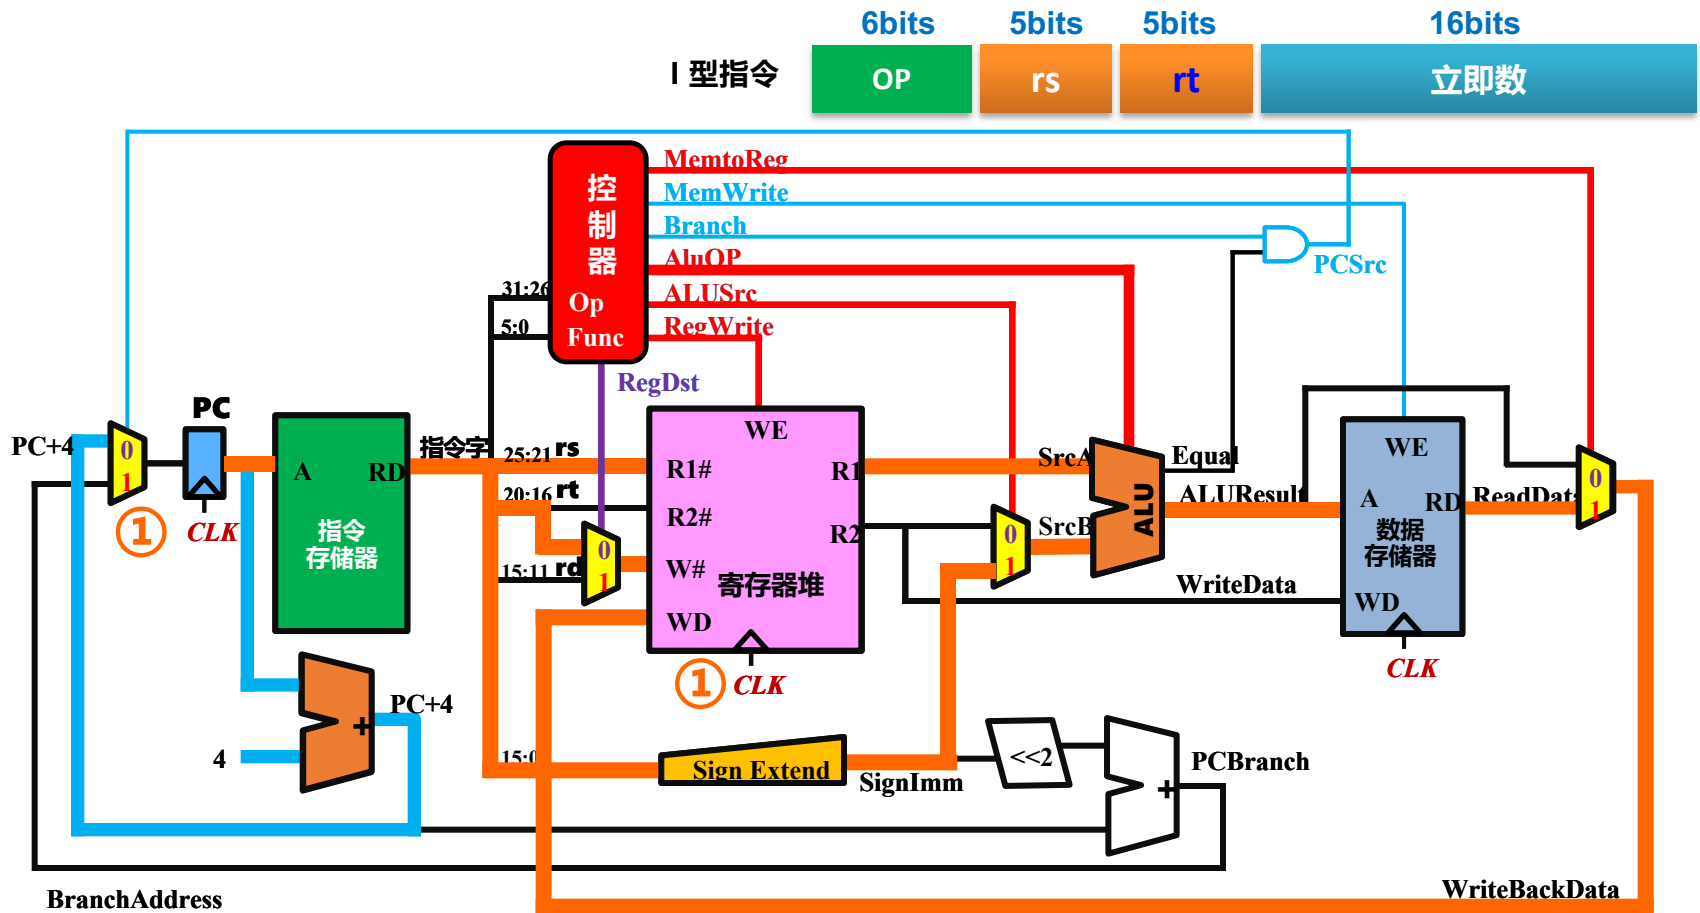 6bits 5bits 5bits 16bits
I 型指令 OP rs rt 立即数
控制器
MemtoReg
MemWrite
Branch
AluOP
ALUSrc
RegWrite
PCSrc
31:26 Op
5:0 Func
RegDst
PC
PC+4
0
1
①
CLK
A RD
指令
存储器
指令字
25:21 rs
20:16 rt
15:11 rd
0
1
WE
R1# R1
R2# R2
W# 寄存器堆
WD
①
CLK
SrcA
SrcB
0
1
ALU
Equal
ALUResult
WriteData
WE
A RD
数据
存储器
WD
CLK
ReadData
0
1
PC+4
+
4
15:0
Sign Extend
SignImm
<<2
+
PCBranch
BranchAddress
WriteBackData